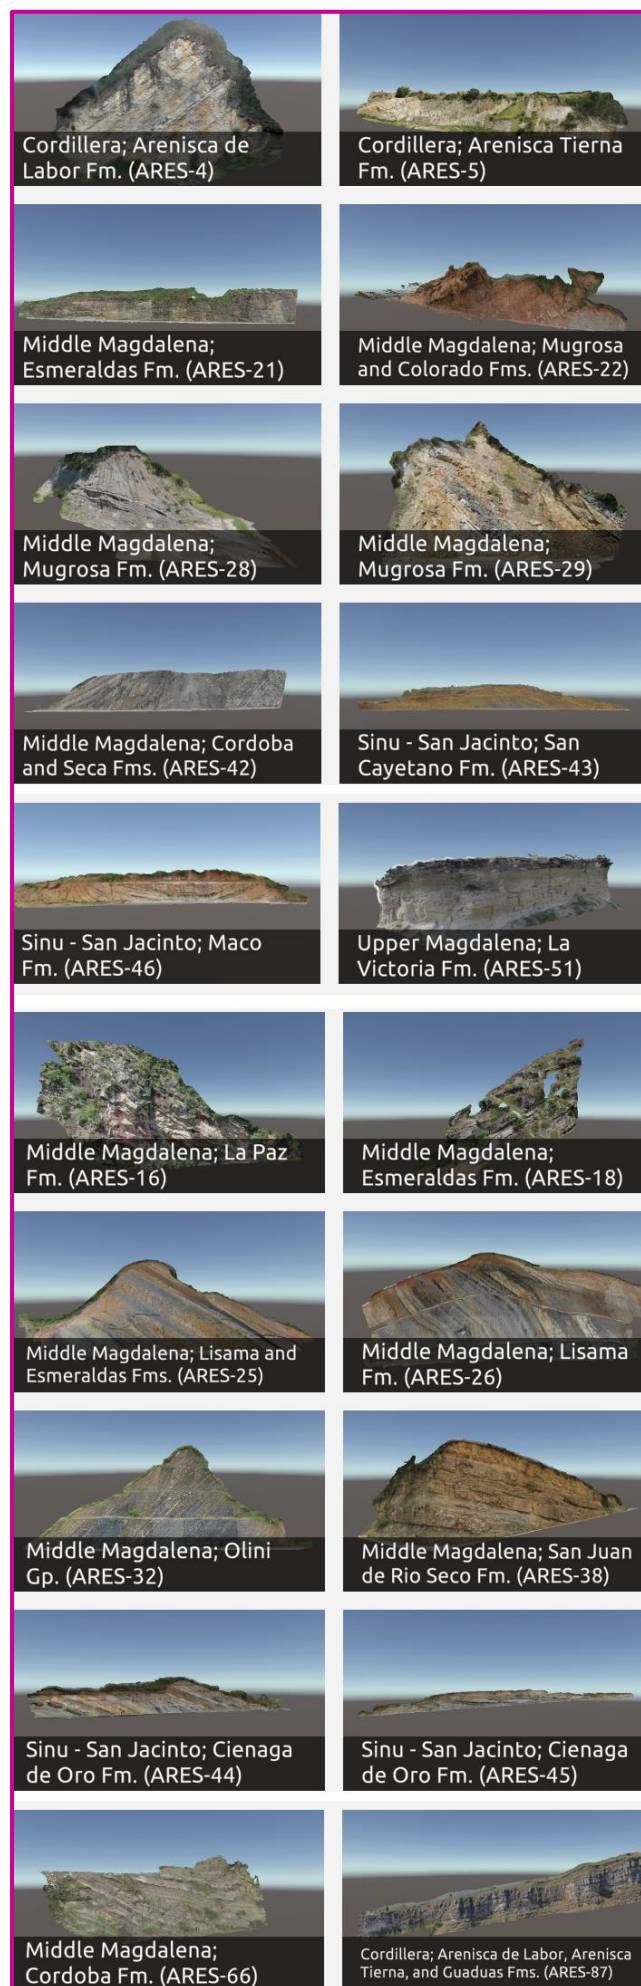 Cordillera; Arenisca de
Labor Fm. (ARES-4)
Cordillera; Arenisca Tierna
Fm. (ARES-5)
Middle Magdalena;
Esmeraldas Fm. (ARES-21)
Middle Magdalena; Mugrosa
and Colorado Fms. (ARES-22)
Middle Magdalena;
Mugrosa Fm. (ARES-28)
Middle Magdalena;
Mugrosa Fm. (ARES-29)
Middle Magdalena; Cordoba
and Seca Fms. (ARES-42)
Sinu - San Jacinto; San
Cayetano Fm. (ARES-43)
Sinu - San Jacinto; Maco
Fm. (ARES-46)
Upper Magdalena; La
Victoria Fm. (ARES-51)
Middle Magdalena; La Paz
Fm. (ARES-16)
Middle Magdalena;
Esmeraldas Fm. (ARES-18)
Middle Magdalena; Lisama and
Esmeraldas Fms. (ARES-25)
Middle Magdalena; Lisama
Fm. (ARES-26)
Middle Magdalena; Olini
Gp. (ARES-32)
Middle Magdalena; San Juan
de Rio Seco Fm. (ARES-38)
Sinu - San Jacinto; Cienaga
de Oro Fm. (ARES-44)
Sinu - San Jacinto; Cienaga
de Oro Fm. (ARES-45)
Middle Magdalena;
Cordoba Fm. (ARES-66)
Cordillera; Arenisca de Labor, Arenisca
Tierna, and Guaduas Fms. (ARES-87)